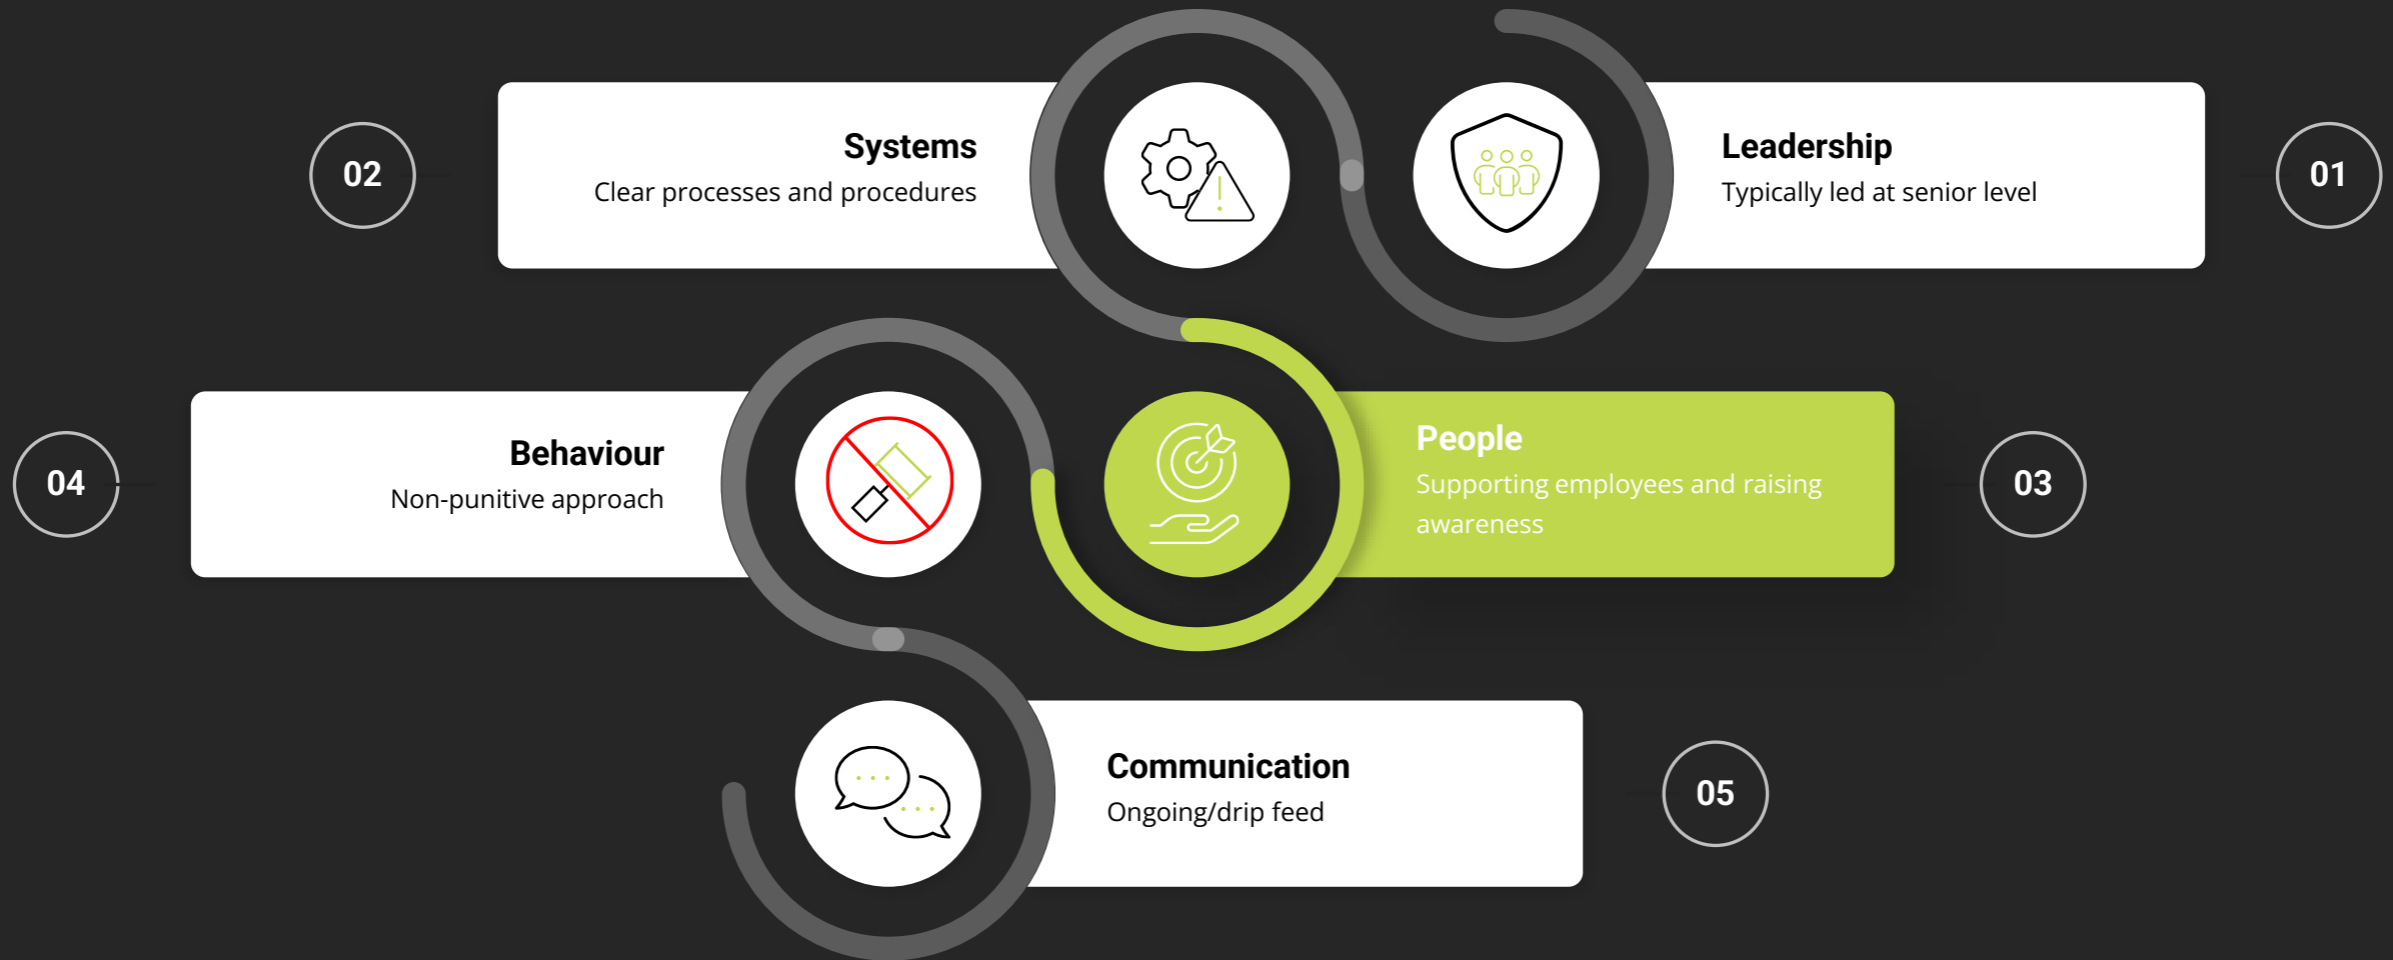 01
Leadership
Typically led at senior level
02
Systems
Clear processes and procedures
03
People
Supporting employees and raising
awareness
04
Behaviour
Non-punitive approach
05
Communication
Ongoing/drip feed